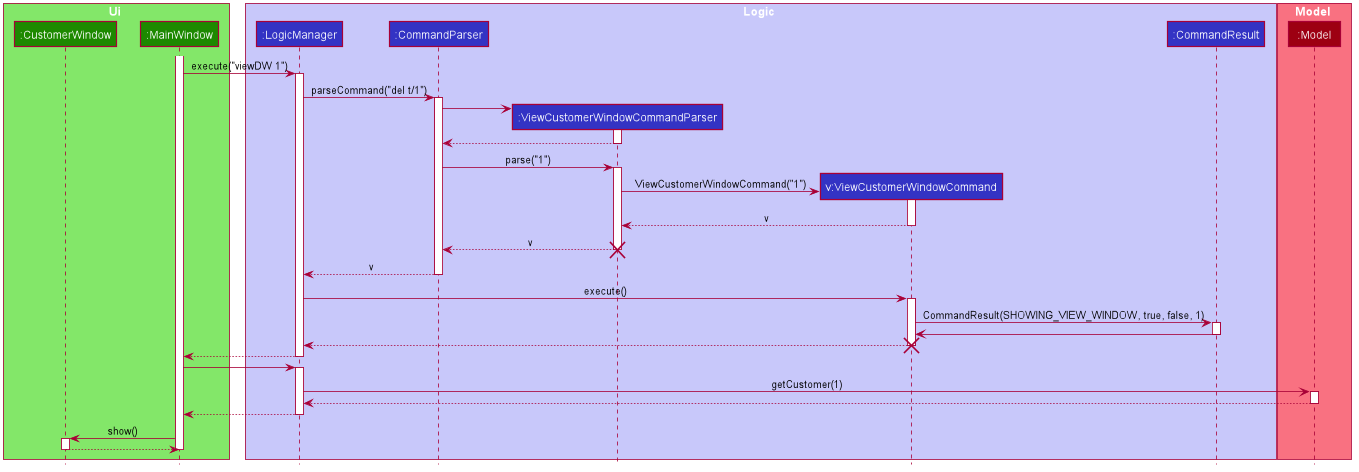 Ui
Logic
Model
:CustomerWindow
:MainWindow
:LogicManager
:CommandParser
:CommandResult
:Model
execute("viewDW 1")
parseCommand("del t/1")
:ViewCustomerWindowCommandParser
parse("1")
ViewCustomerWindowCommand("1")
v:ViewCustomerWindowCommand
v
v
v
execute()
CommandResult(SHOWING_VIEW_WINDOW, true, false, 1)
getCustomer(1)
show()